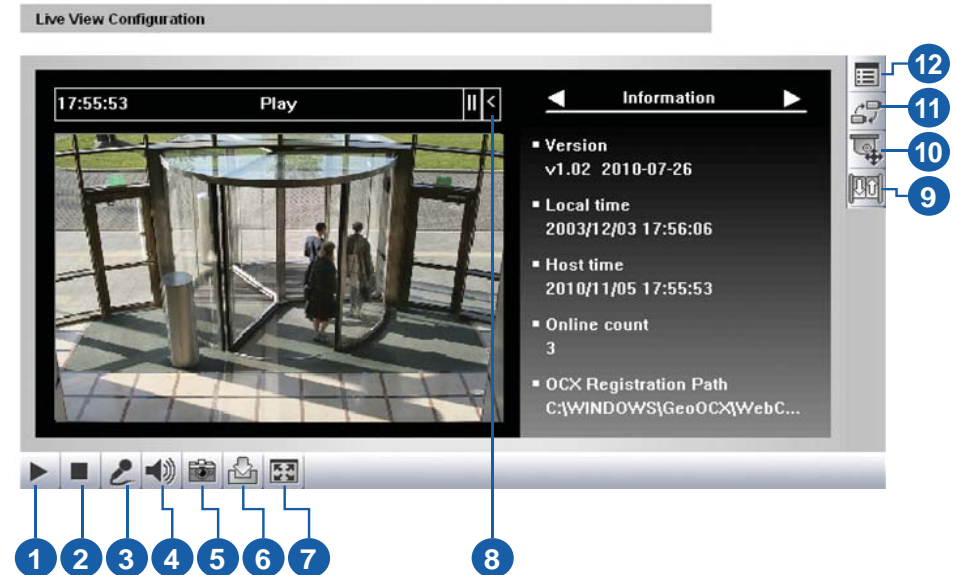 Live View Configuration
17:55:53 Play
Information
Version
v1.02 2010-07-26
Local time
2003/12/03 17:56:06
Host time
2010/11/05 17:55:53
Online count
3
OCX Registration Path
C:\WINDOWS\GeoOCX\WebC...
12
11
10
9
1 2 3 4 5 6 7 8